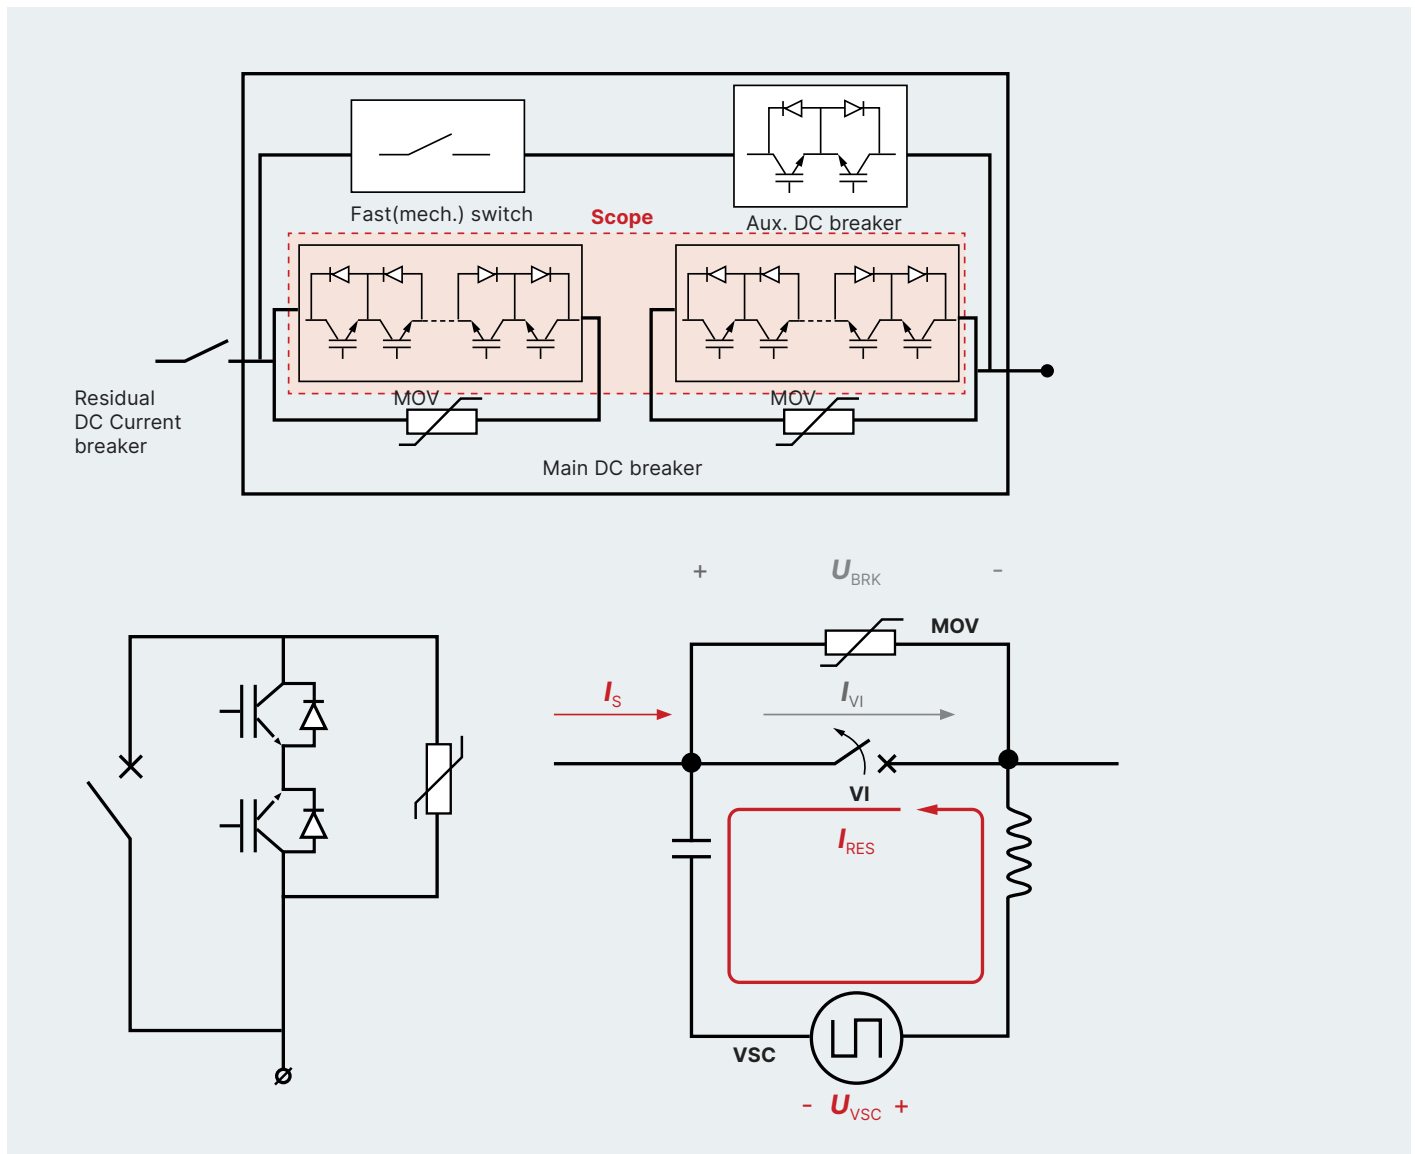 Fast(mech.) switch
Scope
Aux. DC breaker
Residual
DC Current
breaker
MOV
MOV
Main DC breaker
+ UBRK -
MOV
IS
IVI
VI
IRES
VSC
- UVSC +